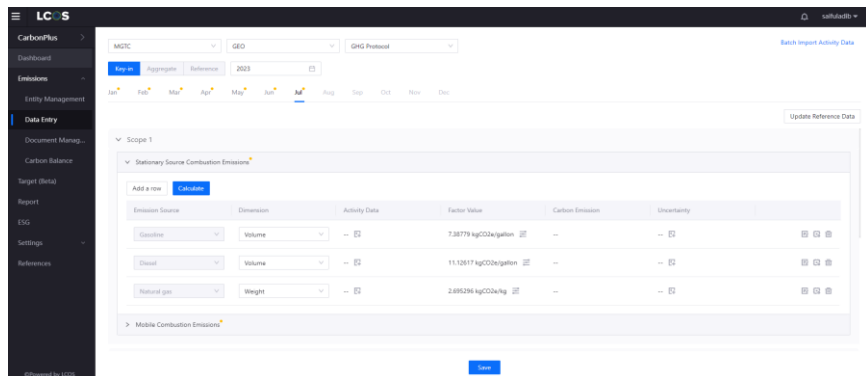 LCOS
saifuladib
CarbonPlus
Dashboard
Emissions
Entity Management
Data Entry
Document Manag...
Carbon Balance
Target (Beta)
Report
ESG
Settings
References
©Powered by LCOS
MGTC
GEO
GHG Protocol
Batch Import Activity Data
Key-in Aggregate Reference 2023
Jan Feb Mar Apr May Jun Jul Aug Sep Oct Nov Dec
Update Reference Data
Scope 1
Stationary Source Combustion Emissions
Add a row Calculate
Emission Source Dimension Activity Data Factor Value Carbon Emission Uncertainty
Gasoline Volume -- 7.38779 kgCO2e/gallon -- --
Diesel Volume -- 11.12617 kgCO2e/gallon -- --
Natural gas Weight -- 2.695296 kgCO2e/kg -- --
Mobile Combustion Emissions
Save